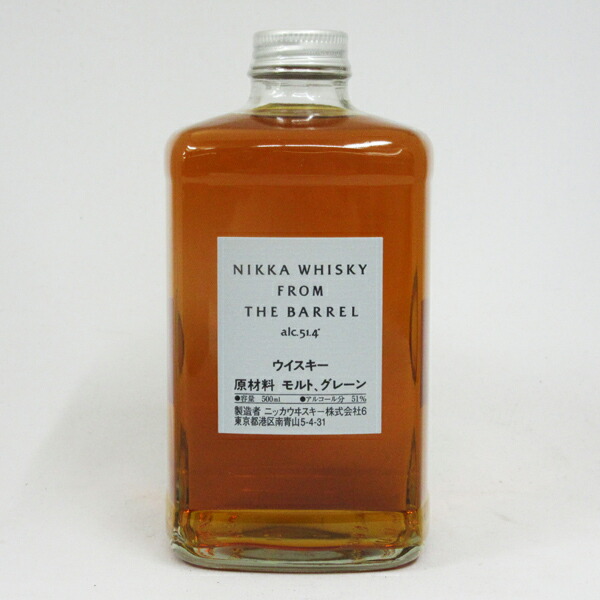 NIKKA WHISKY
FROM
THE BARREL
alc.51.4°
ウイスキー
原材料 モルト、グレーン
●容量 500ml ●アルコール分 51%
製造者 ニッカウヰスキー株式会社6
東京都港区南青山5-4-31